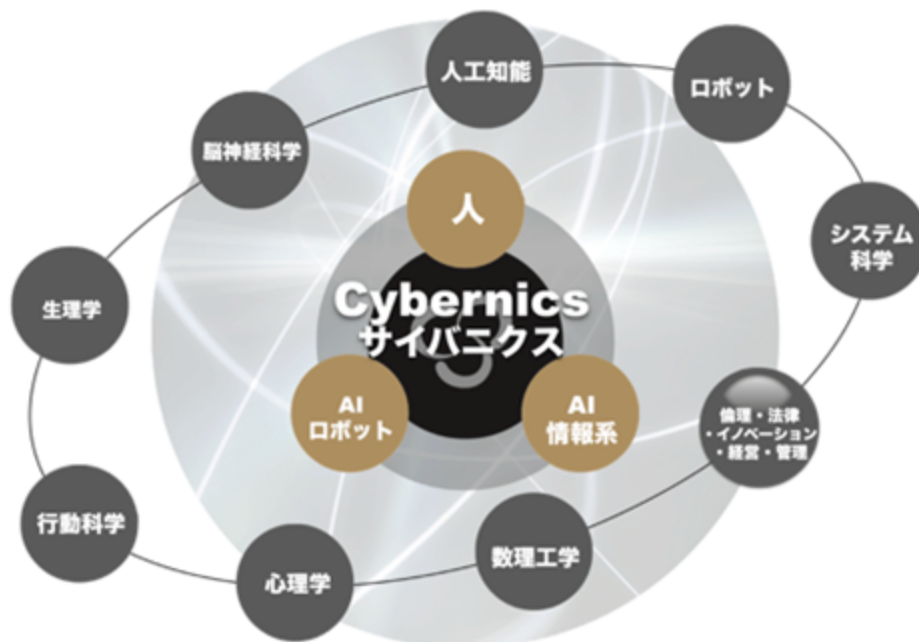 人工知能
ロボット
脳神経科学
人
システム
科学
生理学
Cybernics
サイバニクス
AI
ロボット
AI
情報系
倫理・法律
・イノベーション
・経営・管理
行動科学
数理工学
心理学